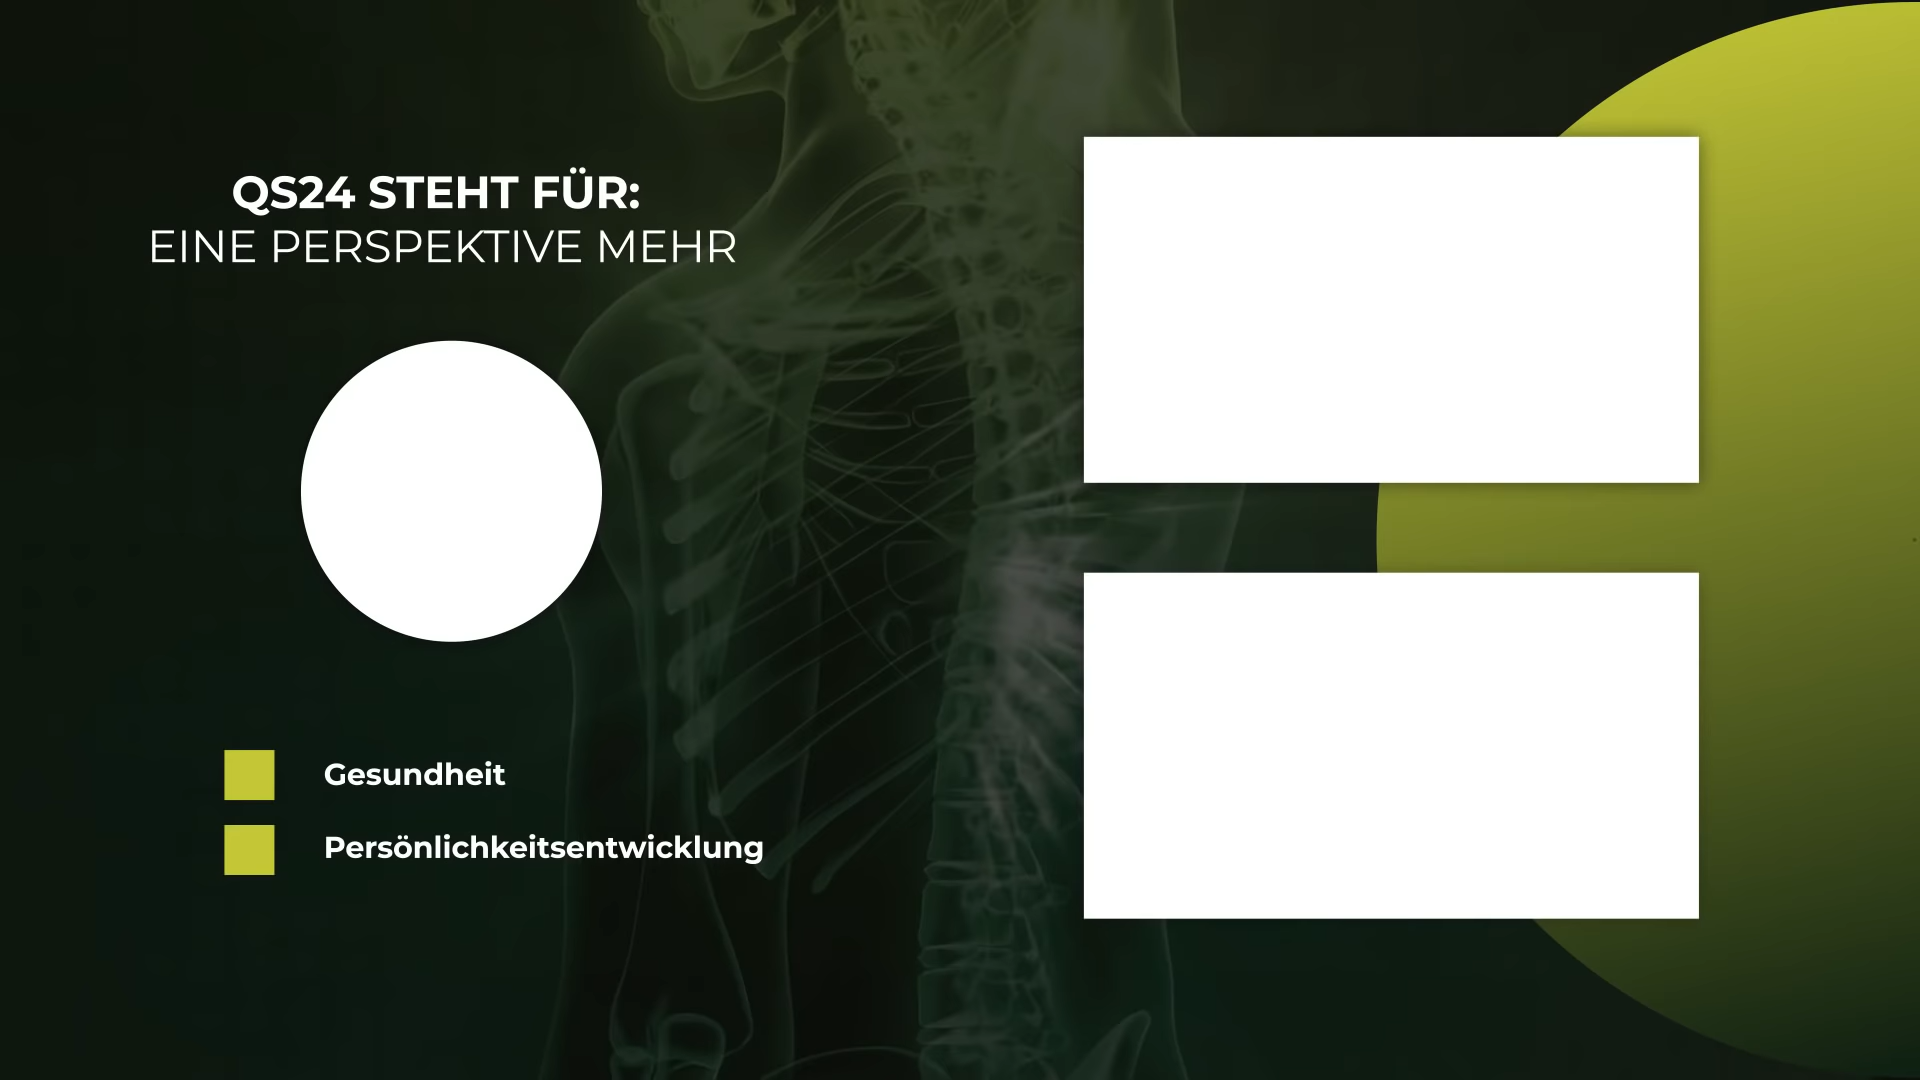 QS24 STEHT FÜR:
EINE PERSPEKTIVE MEHR
Gesundheit
Persönlichkeitsentwicklung